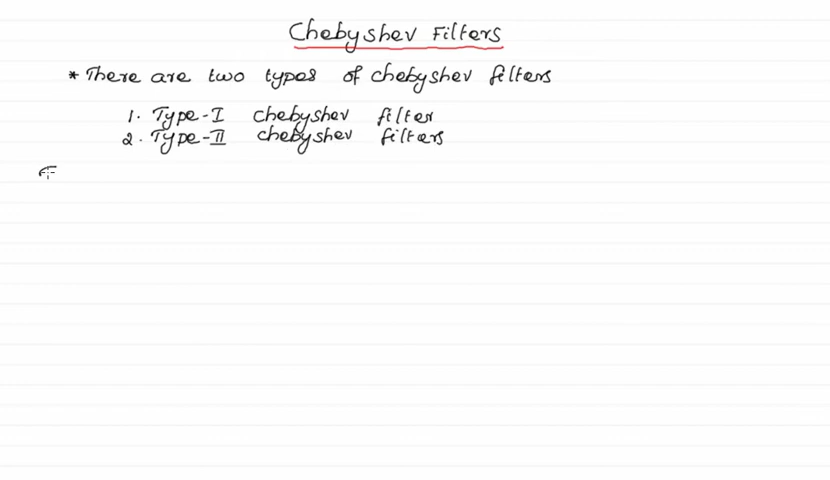 Chebyshev Filters
* There are two types of chebyshev filters
1. Type-I chebyshev filter
2. Type-II chebyshev filters